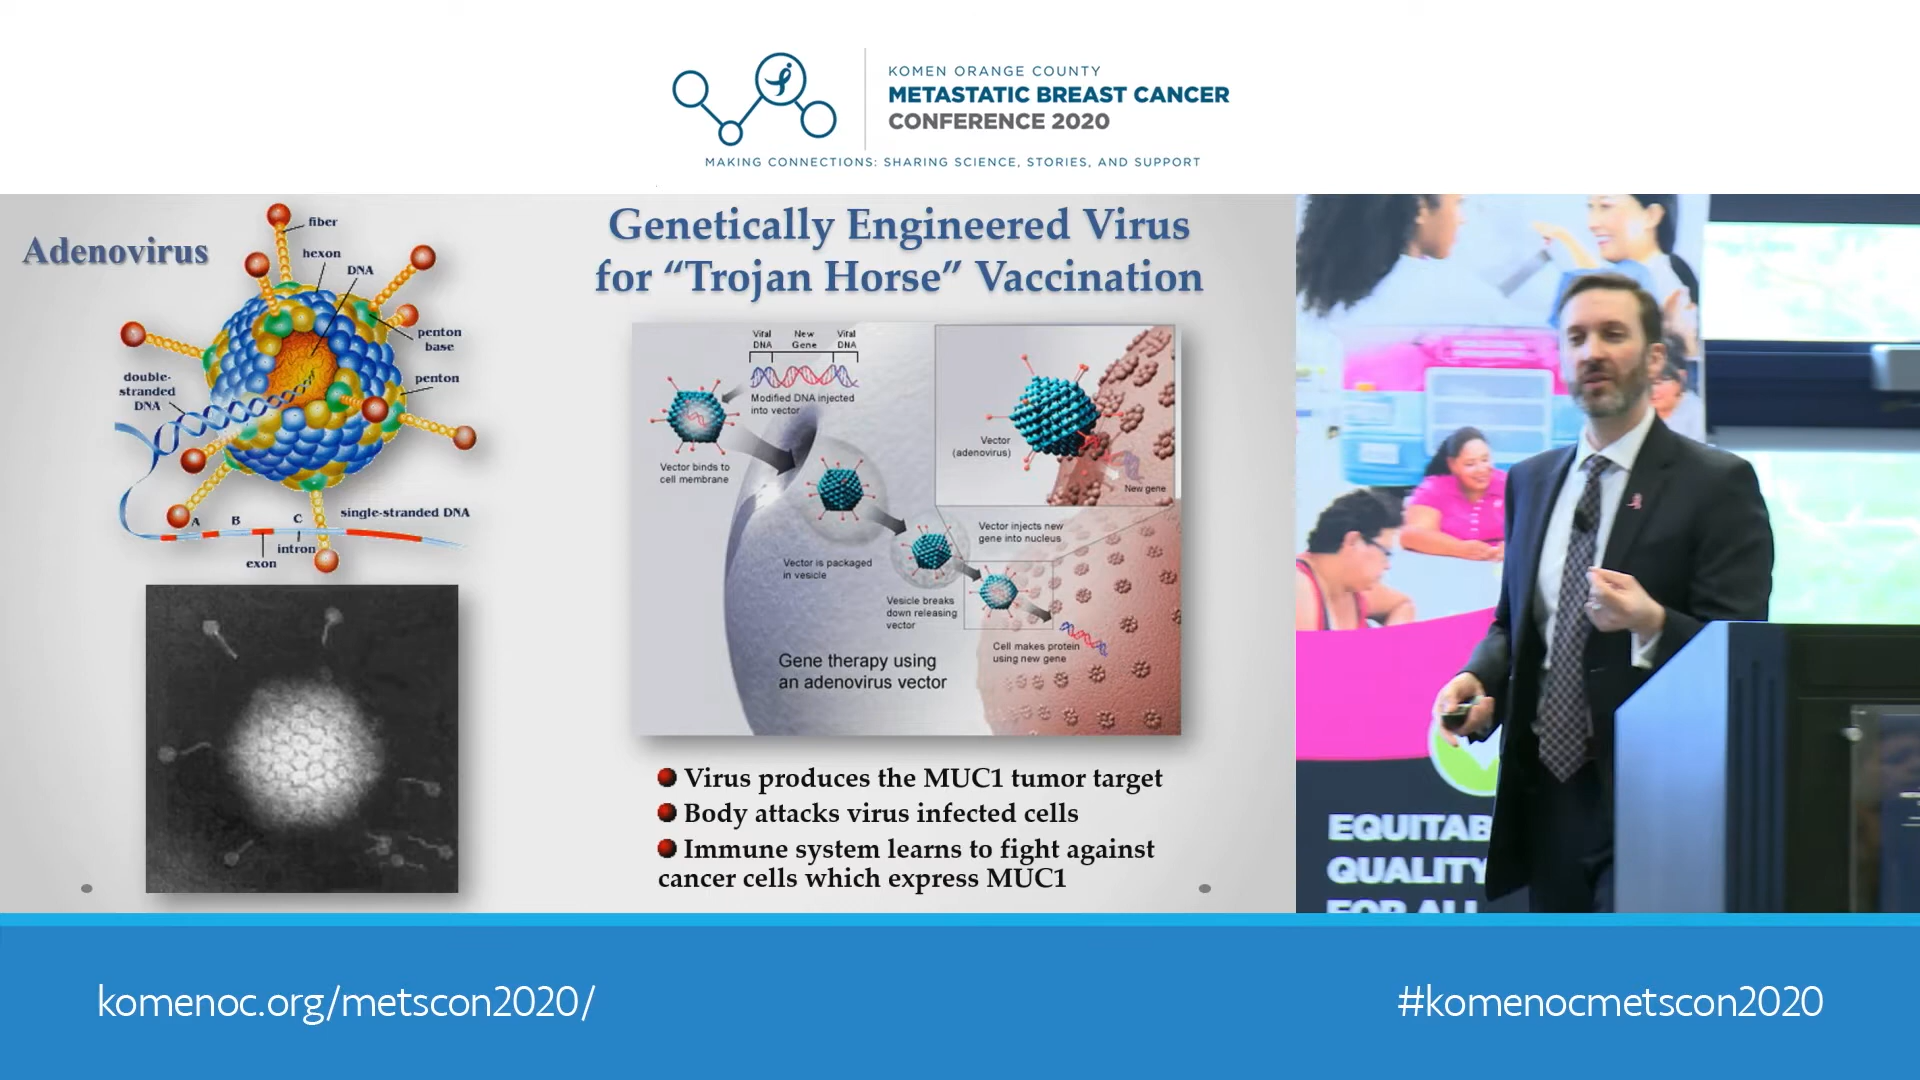 KOMEN ORANGE COUNTY
METASTATIC BREAST CANCER
CONFERENCE 2020
MAKING CONNECTIONS: SHARING SCIENCE, STORIES, AND SUPPORT
Adenovirus
fiber
hexon
DNA
penton
base
penton
double-
stranded
DNA
single-stranded DNA
A
B
C
intron
exon
Genetically Engineered Virus
for “Trojan Horse” Vaccination
Viral
DNA
New
Gene
Viral
DNA
Modified DNA injected
into vector
Vector binds to
cell membrane
Vector
(adenovirus)
New gene
Vector injects new
gene into nucleus
Vector is packaged
in vesicle
Vesicle breaks
down releasing
vector
Cell makes protein
using new gene
Gene therapy using
an adenovirus vector
Virus produces the MUC1 tumor target
Body attacks virus infected cells
Immune system learns to fight against
cancer cells which express MUC1
EQUITAB
QUALITY
FOR ALL
komenoc.org/metscon2020/
#komenocmetscon2020